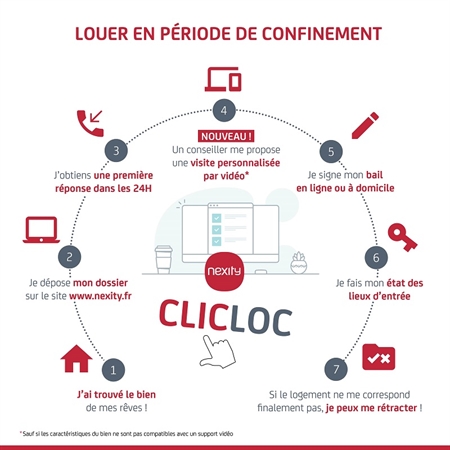 LOUER EN PÉRIODE DE CONFINEMENT
1
J'ai trouvé le bien
de mes rêves !
2
Je dépose mon dossier
sur le site www.nexity.fr
3
J'obtiens une première
réponse dans les 24H
4
NOUVEAU !
Un conseiller me propose
une visite personnalisée
par vidéo*
5
Je signe mon bail
en ligne ou à domicile
6
Je fais mon état des
lieux d'entrée
7
Si le logement ne me correspond
finalement pas, je peux me rétracter !
nexity
CLICLOC
*Sauf si les caractéristiques du bien ne sont pas compatibles avec un support vidéo